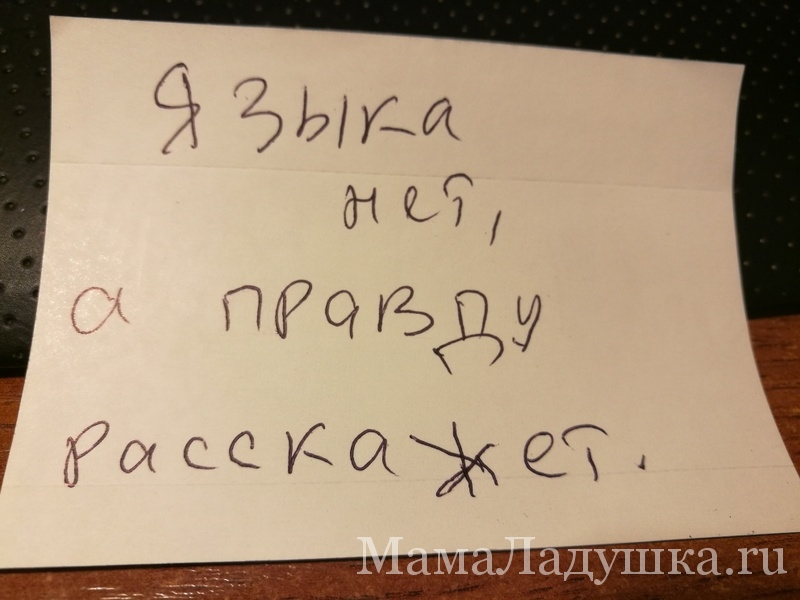 Языка
нет,
а правду
расскажет.
МамаЛадушка.ru